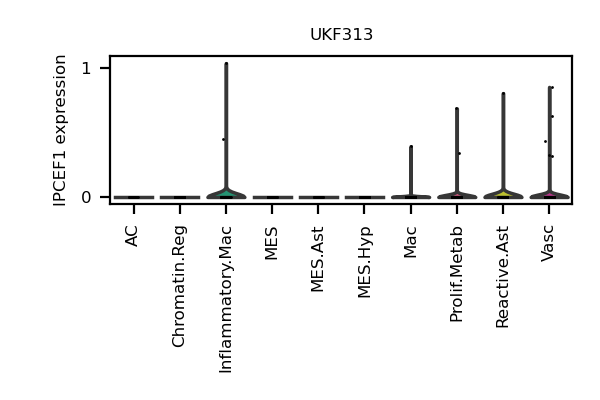 UKF313
IPCEF1 expression
1
0
AC
Chromatin.Reg
Inflammatory.Mac
MES
MES.Ast
MES.Hyp
Mac
Prolif.Metab
Reactive.Ast
Vasc